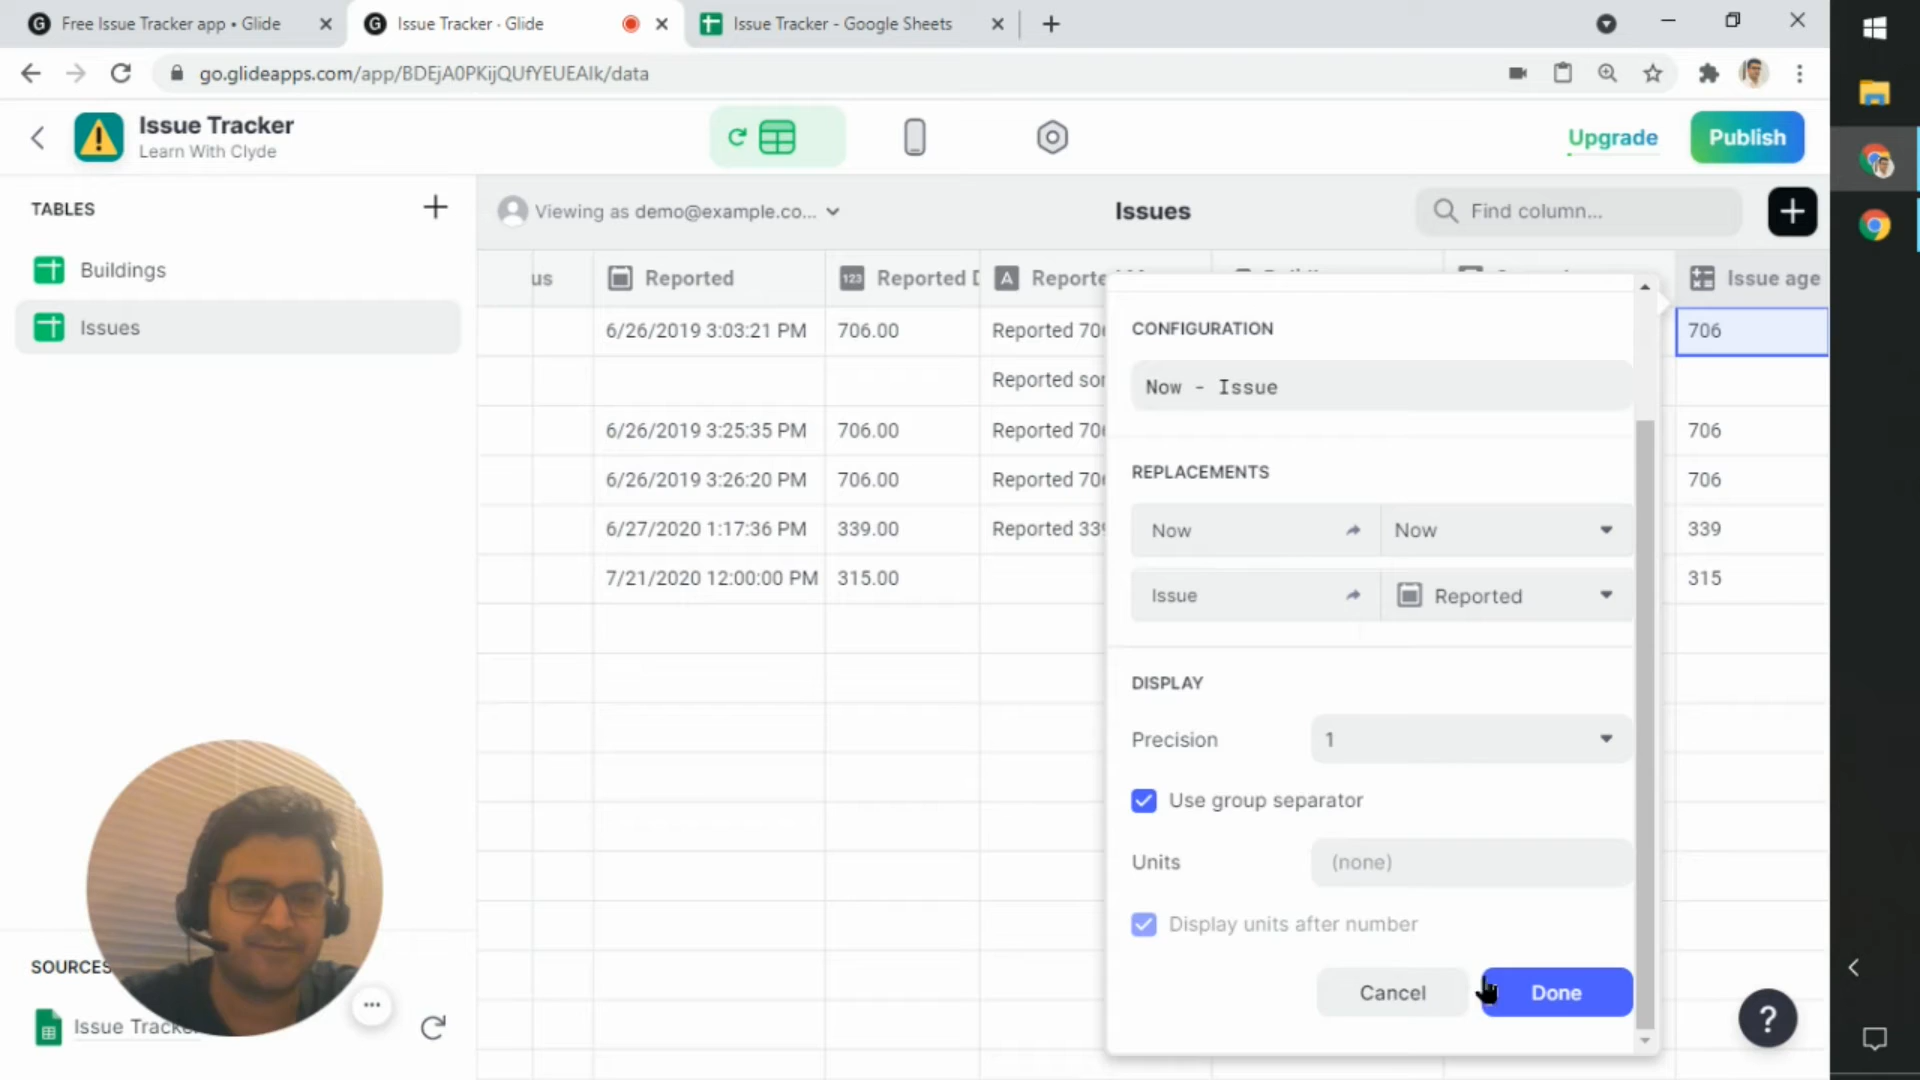 Free Issue Tracker app • Glide
Issue Tracker · Glide
Issue Tracker - Google Sheets
go.glideapps.com/app/BDEjA0PKijQUfYEUEAIk/data
Issue Tracker
Learn With Clyde
Upgrade
Publish
TABLES
Buildings
Issues
Viewing as demo@example.co...
Issues
Find column...
us
Reported
123
Reported D
A
Reporte
Issue age
6/26/2019 3:03:21 PM
706.00
Reported 70
706
Reported so
6/26/2019 3:25:35 PM
706.00
Reported 70
706
6/26/2019 3:26:20 PM
706.00
Reported 70
706
6/27/2020 1:17:36 PM
339.00
Reported 33
339
7/21/2020 12:00:00 PM
315.00
315
CONFIGURATION
Now - Issue
REPLACEMENTS
Now
Now
Issue
Reported
DISPLAY
Precision
1
Use group separator
Units
(none)
Display units after number
Cancel
Done
SOURCES
Issue Tracke
?